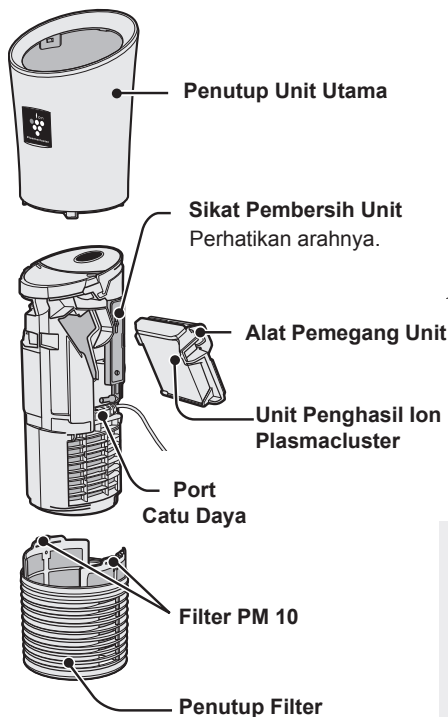 Penutup Unit Utama
Sikat Pembersih Unit
Perhatikan arahnya.
Alat Pemegang Unit
Unit Penghasil Ion
Plasmacluster
Port
Catu Daya
Filter PM 10
Penutup Filter